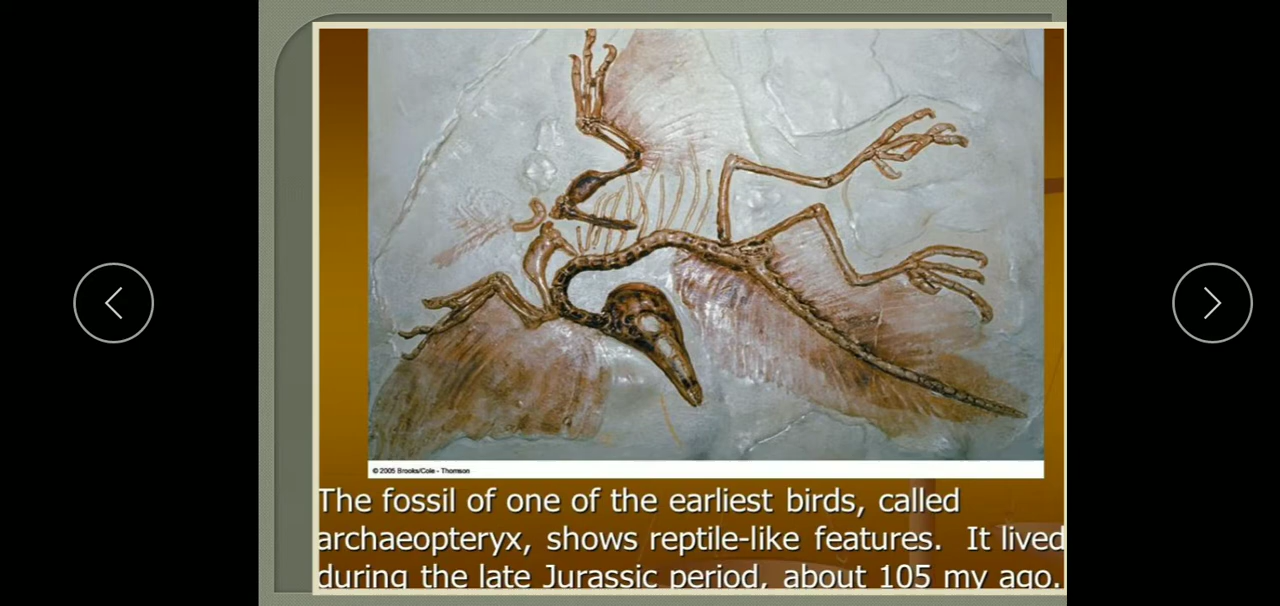 © 2005 Brooks/Cole - Thomson
The fossil of one of the earliest birds, called
archaeopteryx, shows reptile-like features.  It lived
during the late Jurassic period, about 105 my ago.